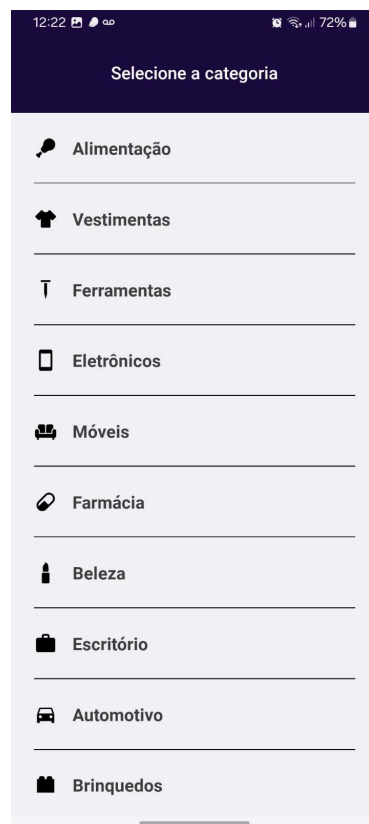 12:22 72%
Selecione a categoria
Alimentação
Vestimentas
Ferramentas
Eletrônicos
Móveis
Farmácia
Beleza
Escritório
Automotivo
Brinquedos